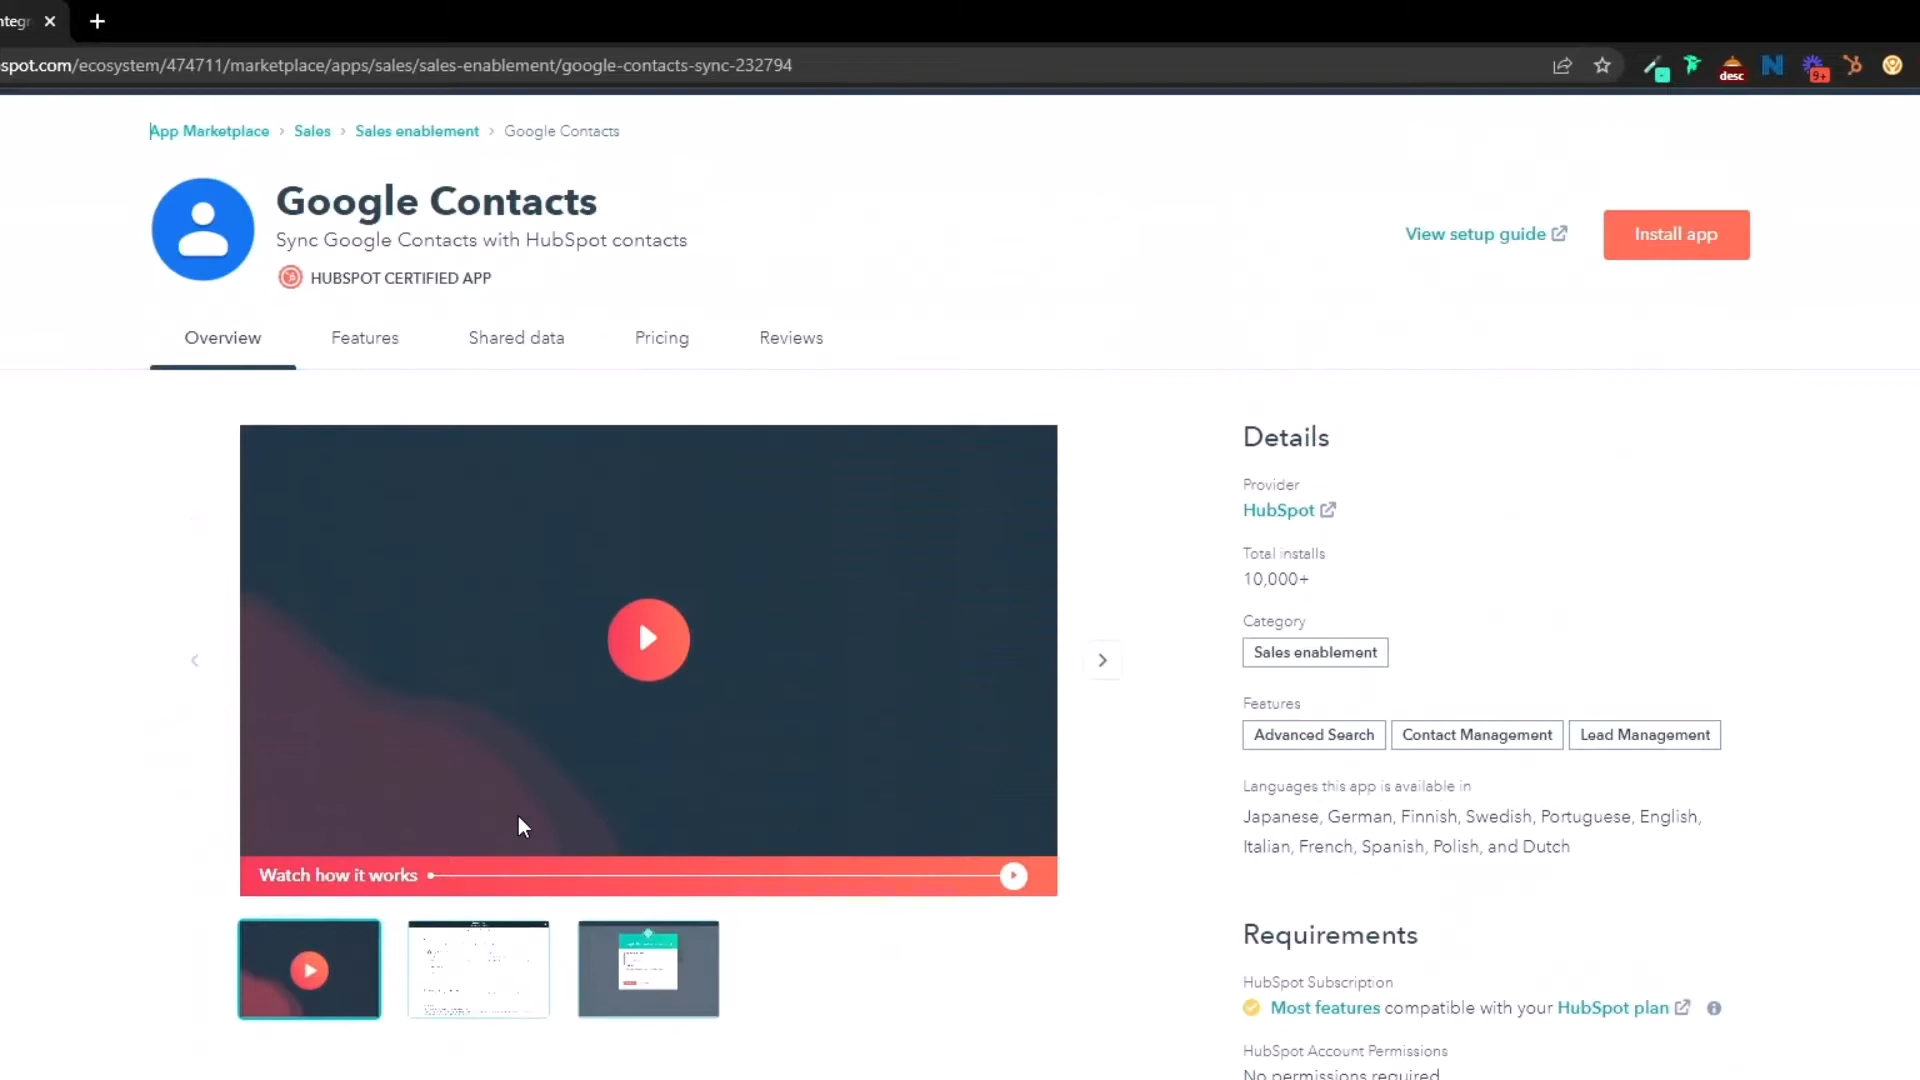 ntegr
spot.com/ecosystem/474711/marketplace/apps/sales/sales-enablement/google-contacts-sync-232794
desc
9+
App Marketplace > Sales > Sales enablement > Google Contacts
Google Contacts
Sync Google Contacts with HubSpot contacts
HUBSPOT CERTIFIED APP
View setup guide
Install app
Overview
Features
Shared data
Pricing
Reviews
Watch how it works
Details
Provider
HubSpot
Total installs
10,000+
Category
Sales enablement
Features
Advanced Search
Contact Management
Lead Management
Languages this app is available in
Japanese, German, Finnish, Swedish, Portuguese, English,
Italian, French, Spanish, Polish, and Dutch
Requirements
HubSpot Subscription
Most features compatible with your HubSpot plan
HubSpot Account Permissions
No permissions required